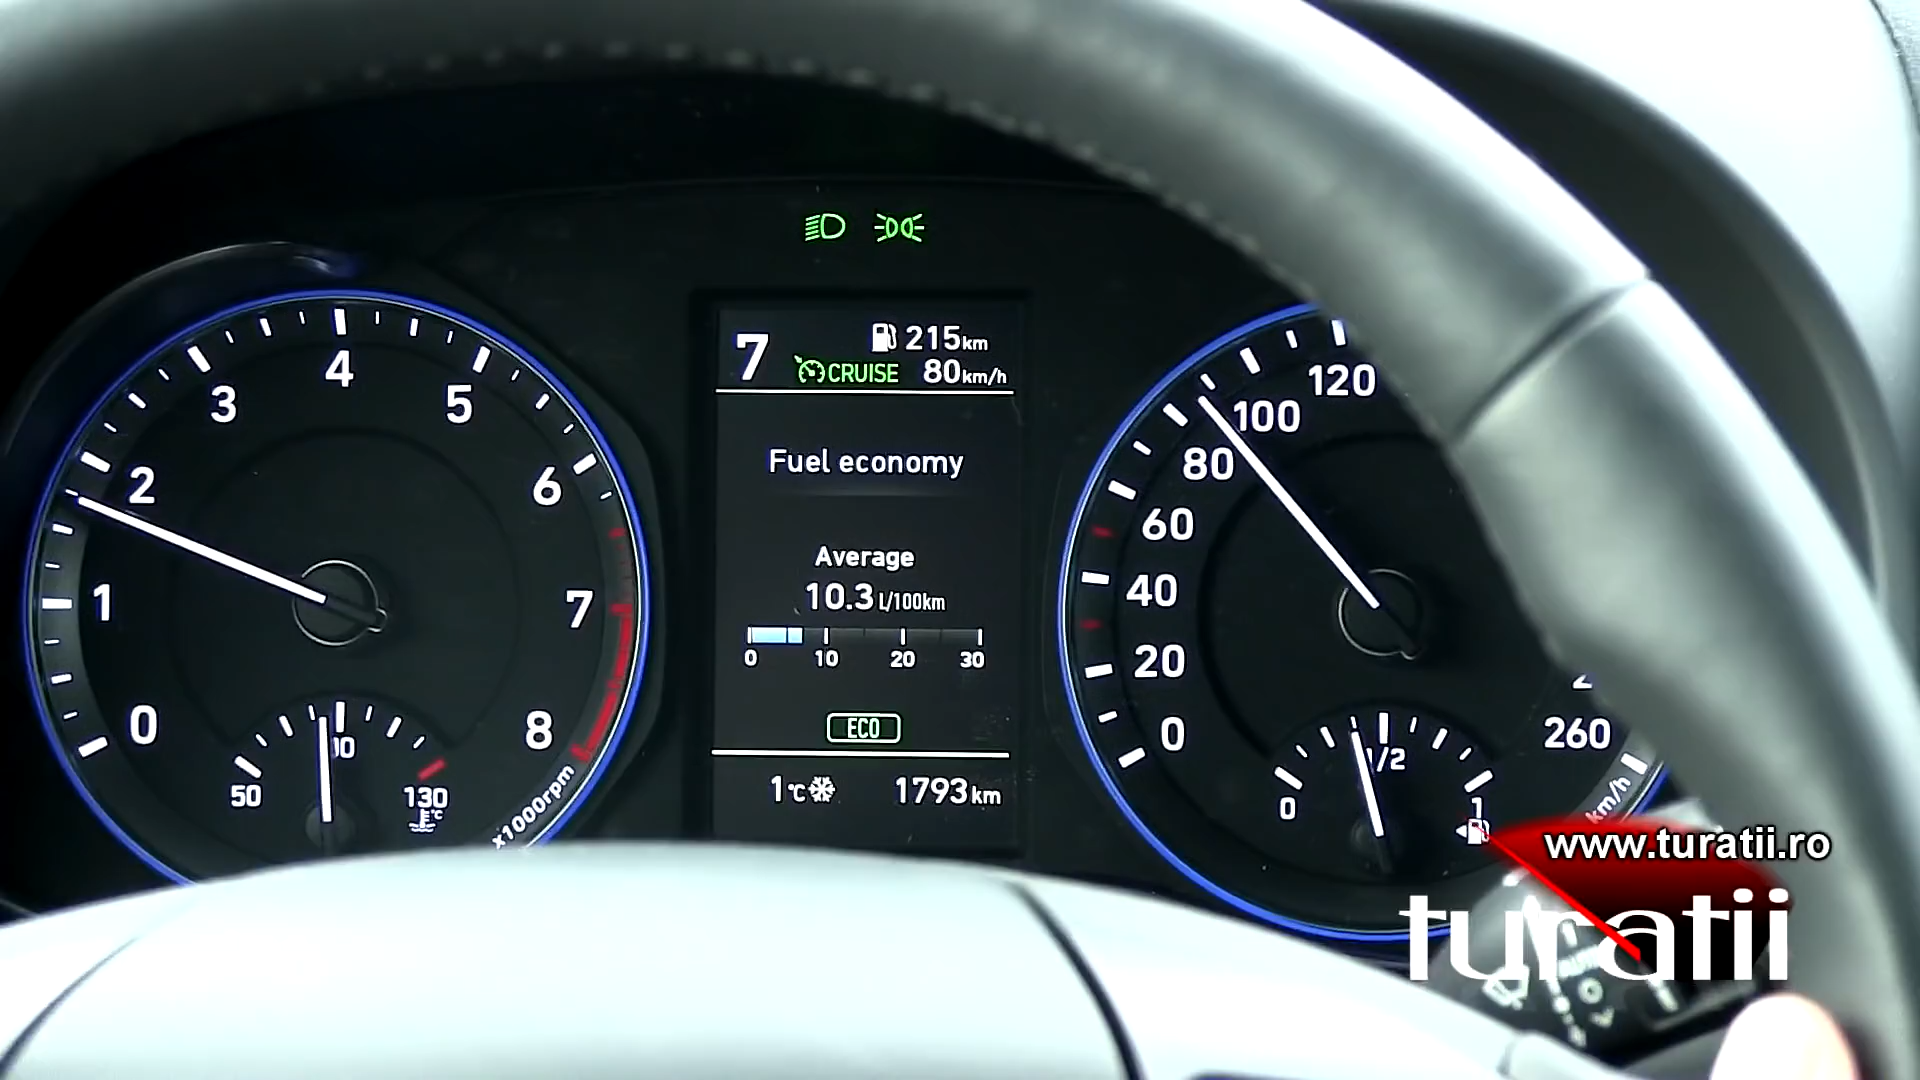 7
215km
CRUISE 80km/h
Fuel economy
Average
10.3 L/100km
0 10 20 30
ECO
1°C 1793km
0 1 2 3 4 5 6 7 8
x1000rpm
50 130 °C
0 20 40 60 80 100 120
260
km/h
0 1/2 1
www.turatii.ro
turatii